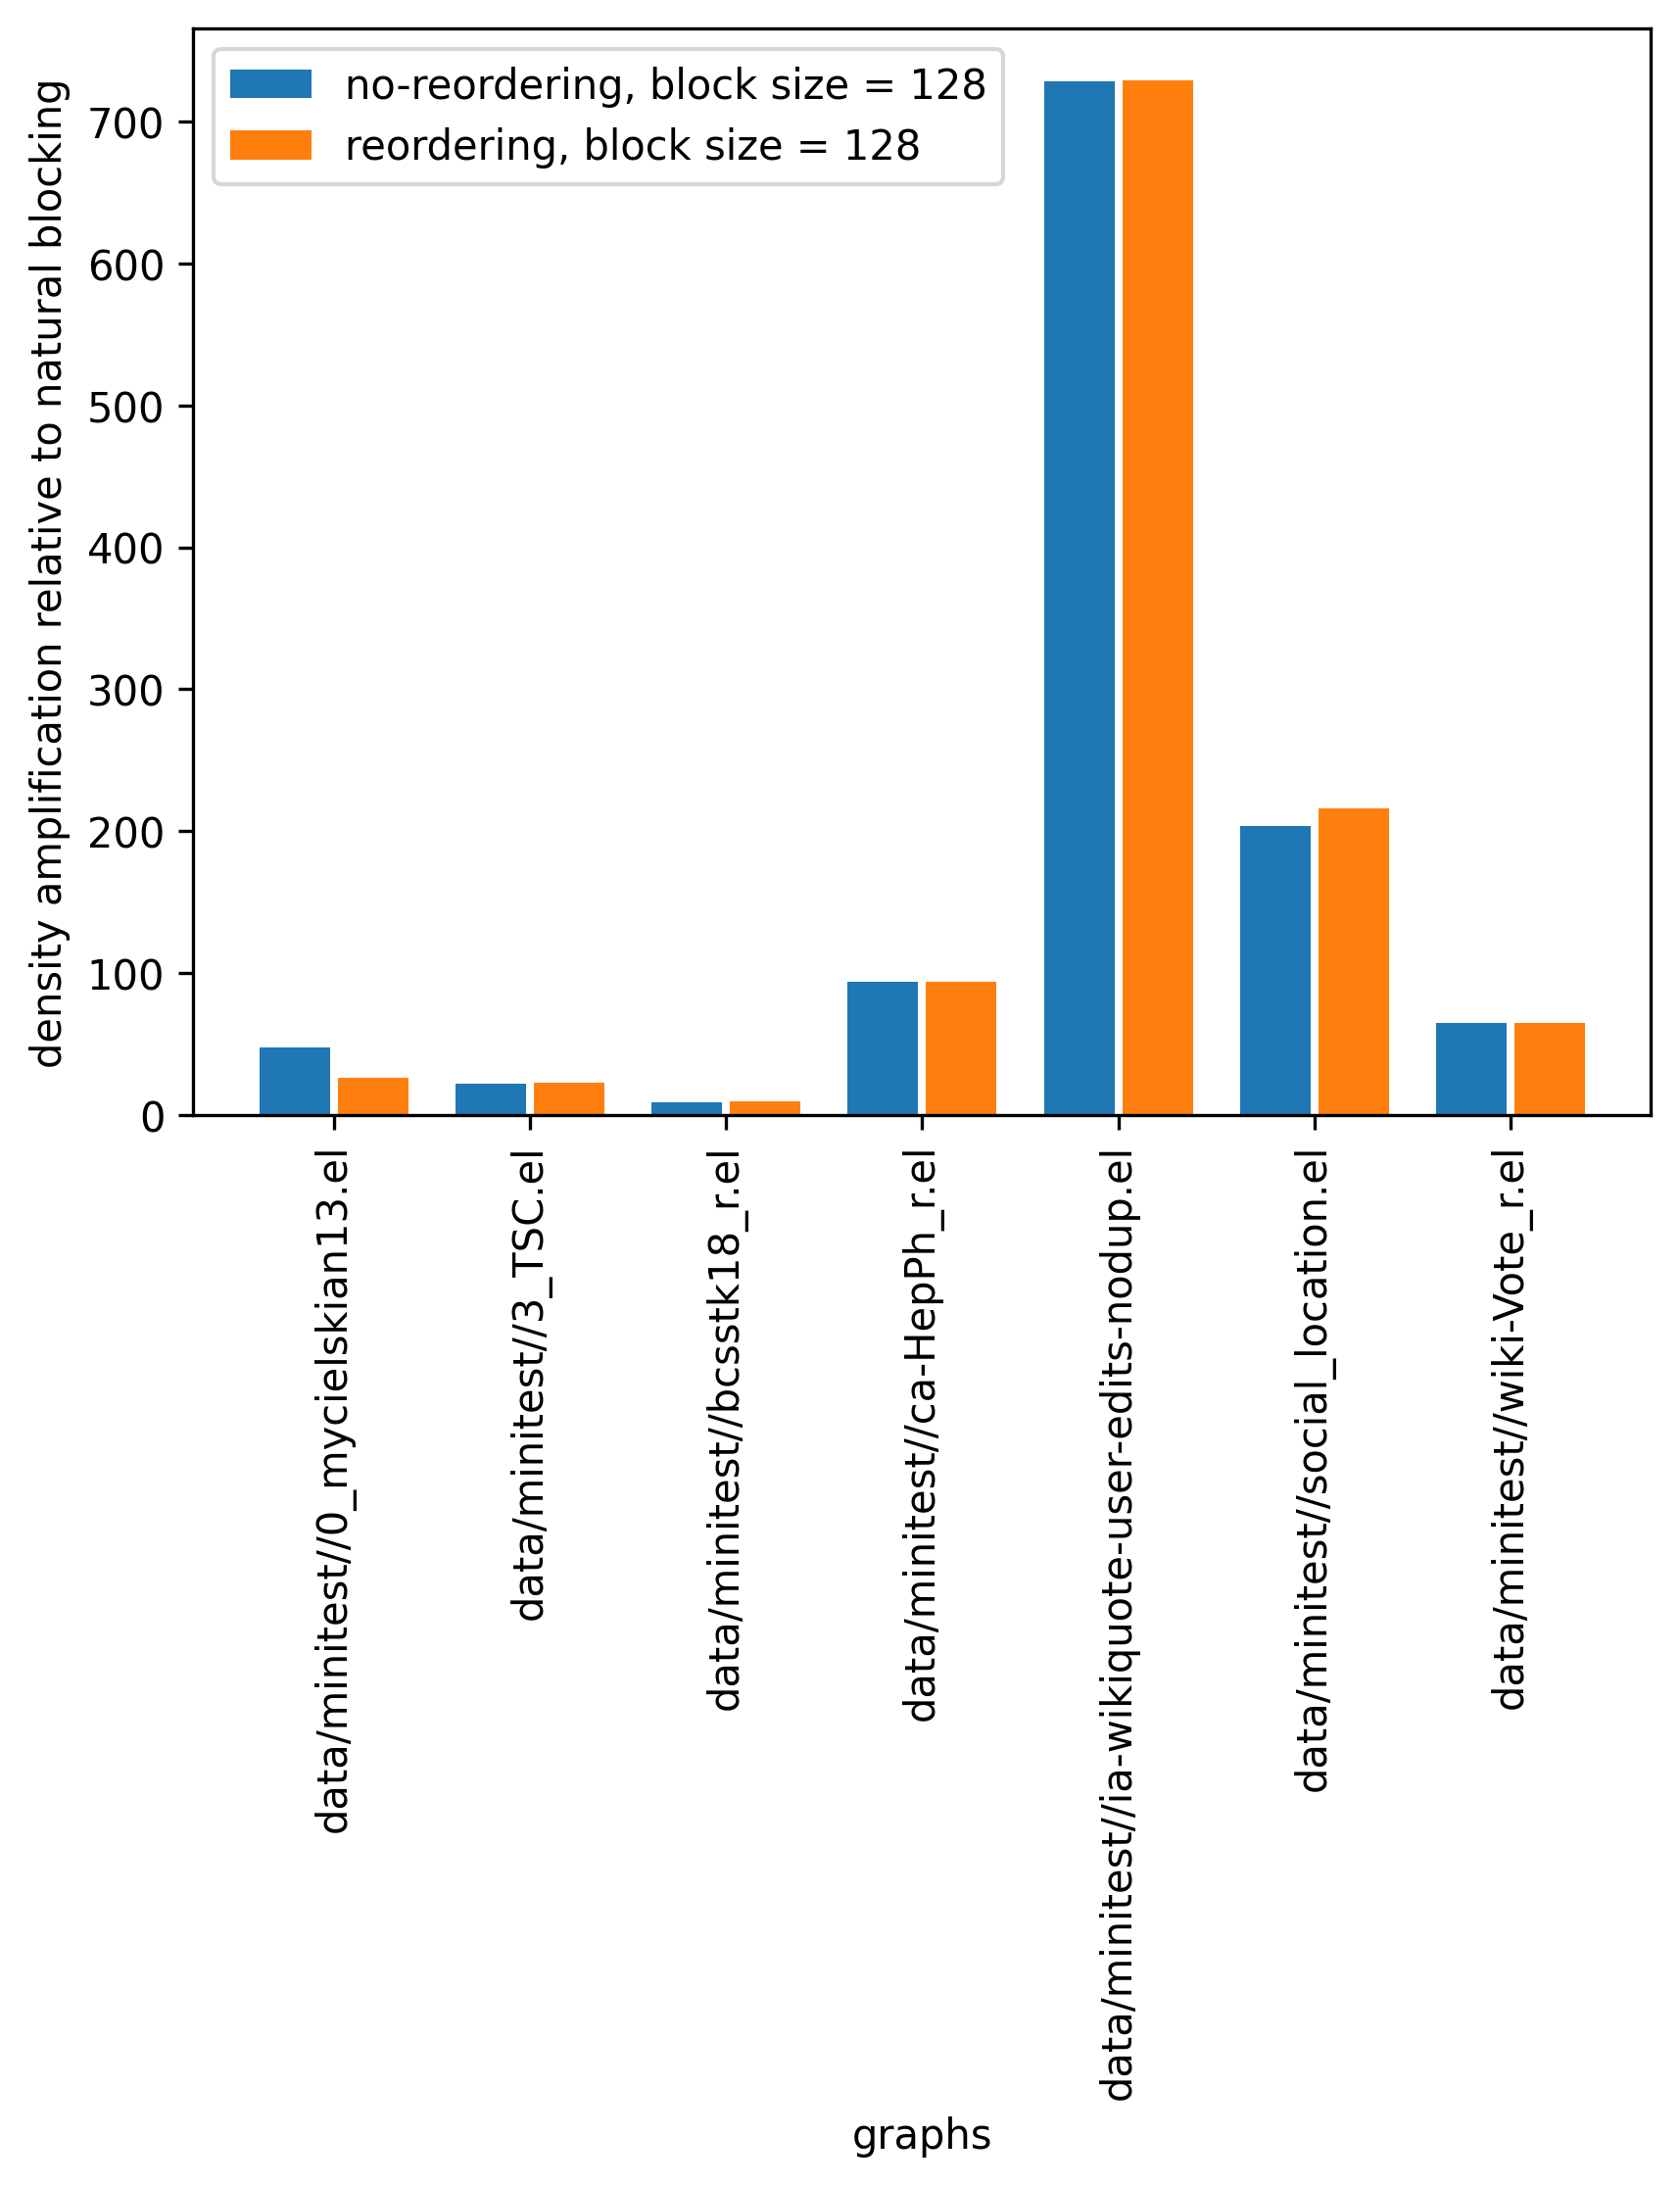 no-reordering, block size = 128
reordering, block size = 128
density amplification relative to natural blocking
700
600
500
400
300
200
100
0
data/minitest//0_mycielskian13.el
data/minitest//3_TSC.el
data/minitest//bcsstk18_r.el
data/minitest//ca-HepPh_r.el
data/minitest//ia-wikiquote-user-edits-nodup.el
data/minitest//social_location.el
data/minitest//wiki-Vote_r.el
graphs